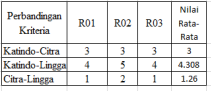 Perbandingan Kriteria R01 R02 R03 Nilai Rata-Rata
Katindo-Citra 3 3 3 3
Katindo-Lingga 4 5 4 4.308
Citra-Lingga 1 2 1 1.26